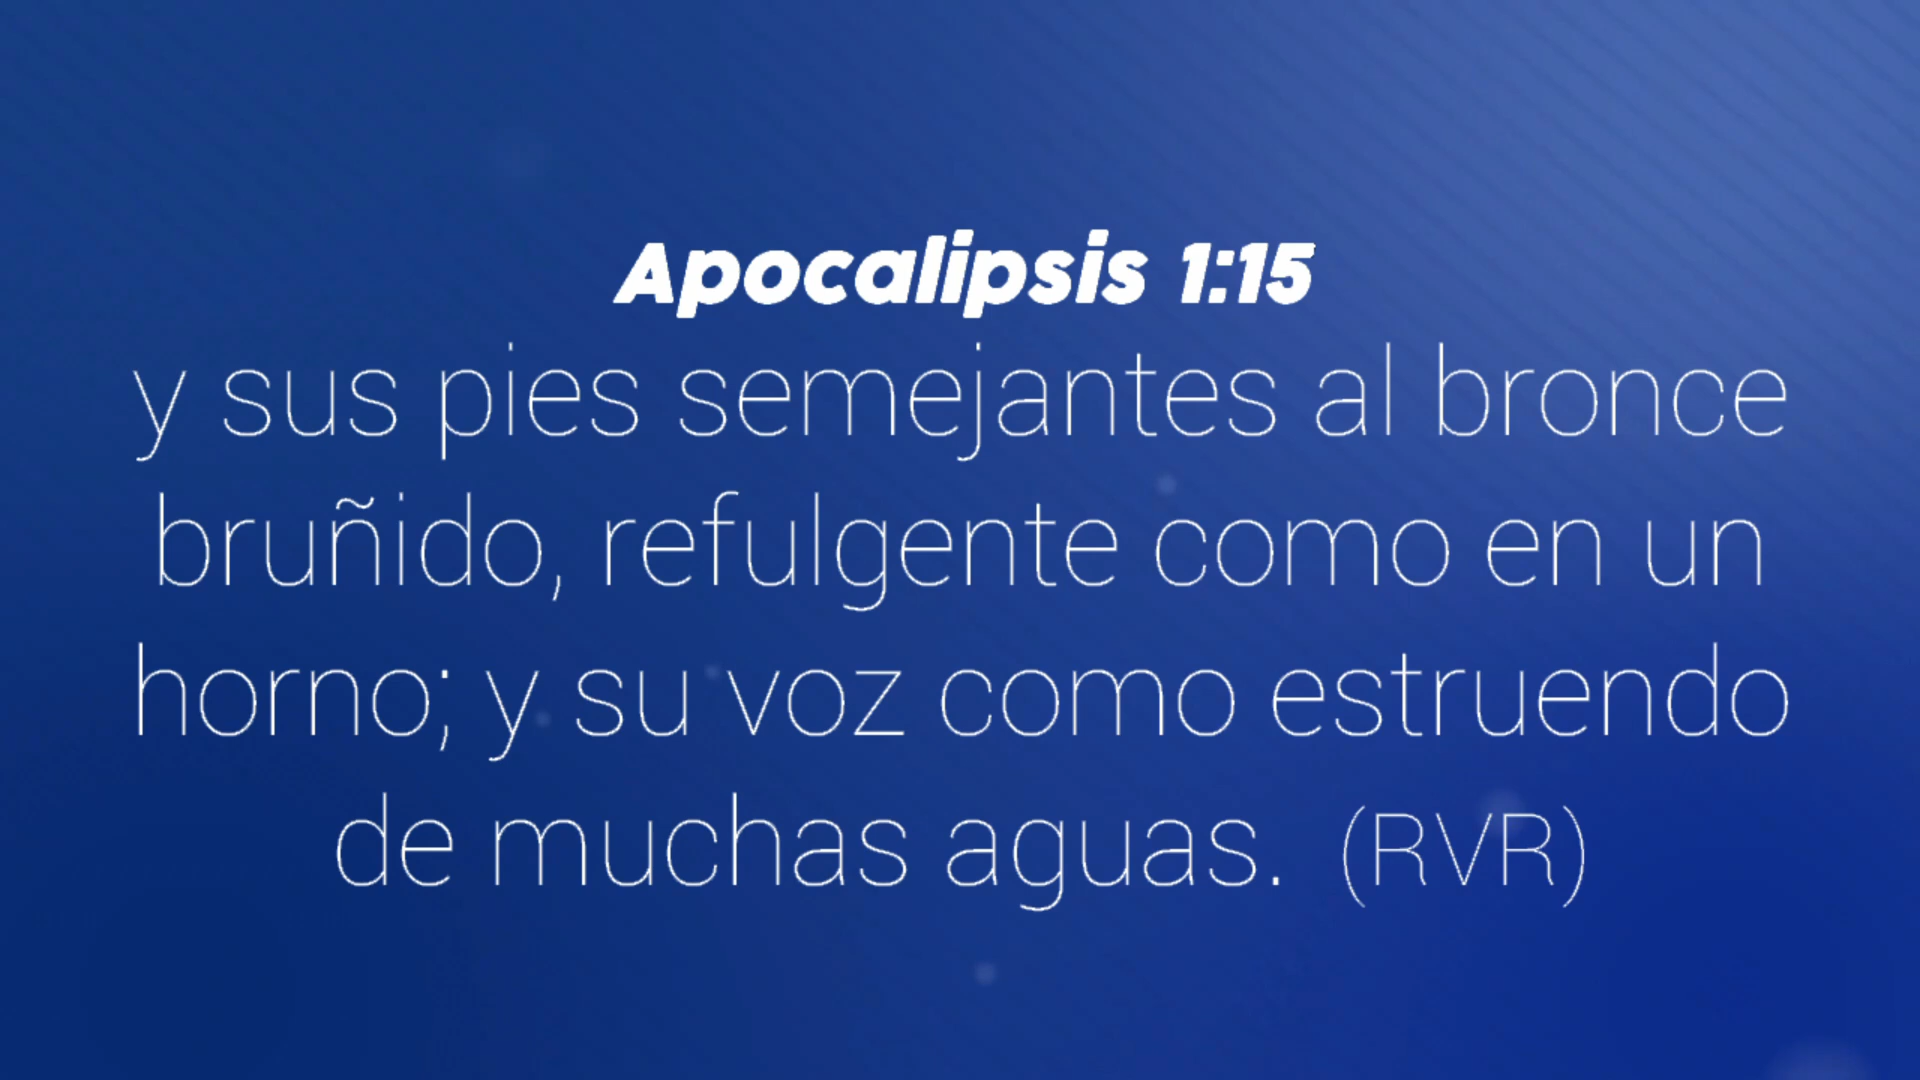 Apocalipsis 1:15
y sus pies semejantes al bronce
bruñido, refulgente como en un
horno; y su voz como estruendo
de muchas aguas. (RVR)